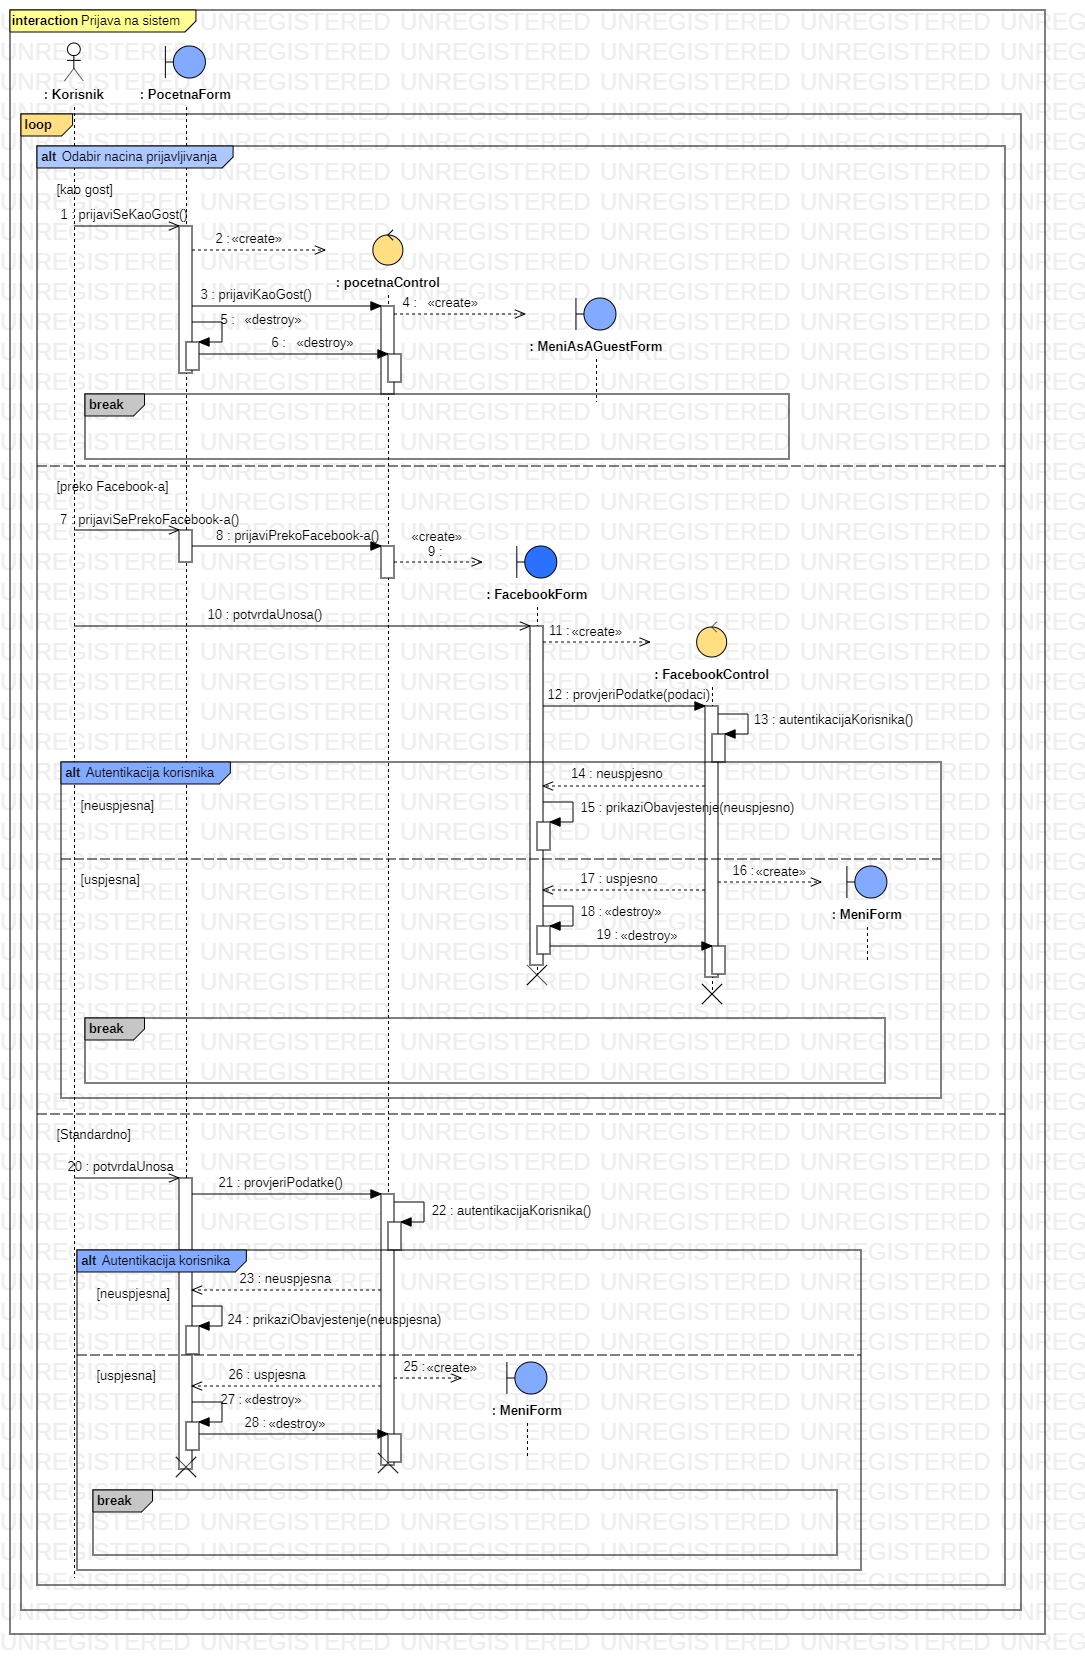 interaction Prijava na sistem
: Korisnik
: PocetnaForm
loop
alt Odabir nacina prijavljivanja
[kao gost]
1 : prijaviSeKaoGost()
2 : «create»
: pocetnaControl
3 : prijaviKaoGost()
4 : «create»
5 : «destroy»
6 : «destroy»
: MeniAsAGuestForm
break
[preko Facebook-a]
7 : prijaviSePrekoFacebook-a()
8 : prijaviPrekoFacebook-a()
«create»
9 :
: FacebookForm
10 : potvrdaUnosa()
11 : «create»
: FacebookControl
12 : provjeriPodatke(podaci)
13 : autentikacijaKorisnika()
alt Autentikacija korisnika
14 : neuspjesno
[neuspjesna]
15 : prikaziObavjestenje(neuspjesno)
16 : «create»
[uspjesna]
17 : uspjesno
: MeniForm
18 : «destroy»
19 : «destroy»
break
[Standardno]
20 : potvrdaUnosa
21 : provjeriPodatke()
22 : autentikacijaKorisnika()
alt Autentikacija korisnika
23 : neuspjesna
[neuspjesna]
24 : prikaziObavjestenje(neuspjesna)
25 : «create»
[uspjesna]
26 : uspjesna
27 : «destroy»
: MeniForm
28 : «destroy»
break
UNREGISTERED